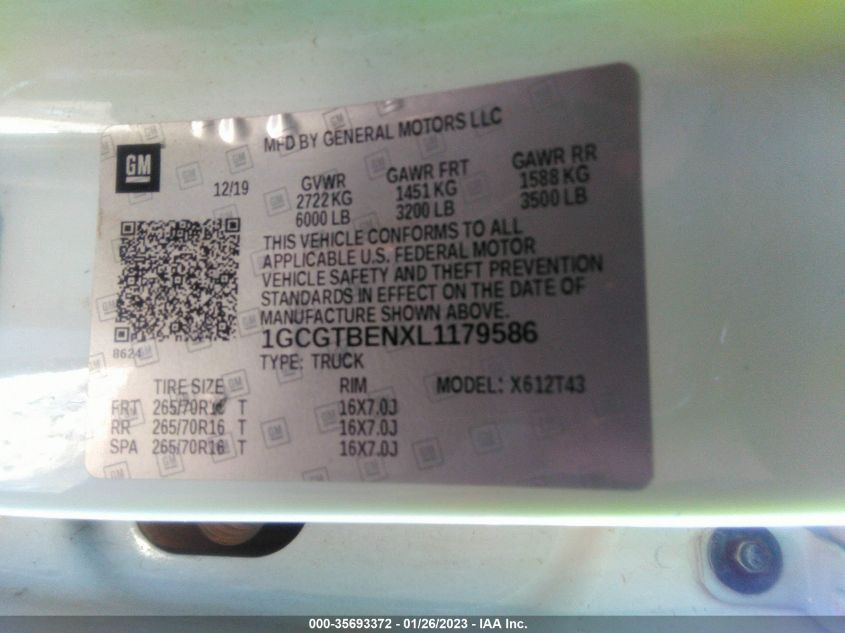 MFD BY GENERAL MOTORS LLC
GM
12/19
GVWR GAWR FRT GAWR RR
2722 KG 1451 KG 1588 KG
6000 LB 3200 LB 3500 LB
THIS VEHICLE CONFORMS TO ALL
APPLICABLE U.S. FEDERAL MOTOR
VEHICLE SAFETY AND THEFT PREVENTION
STANDARDS IN EFFECT ON THE DATE OF
MANUFACTURE SHOWN ABOVE.
1GCGTBENXL1179586
8624
TYPE: TRUCK
TIRE SIZE RIM MODEL: X612T43
FRT 265/70R16 T 16X7.0J
RR 265/70R16 T 16X7.0J
SPA 265/70R16 T 16X7.0J
000-35693372 / 01/26/2023 - IAA Inc.